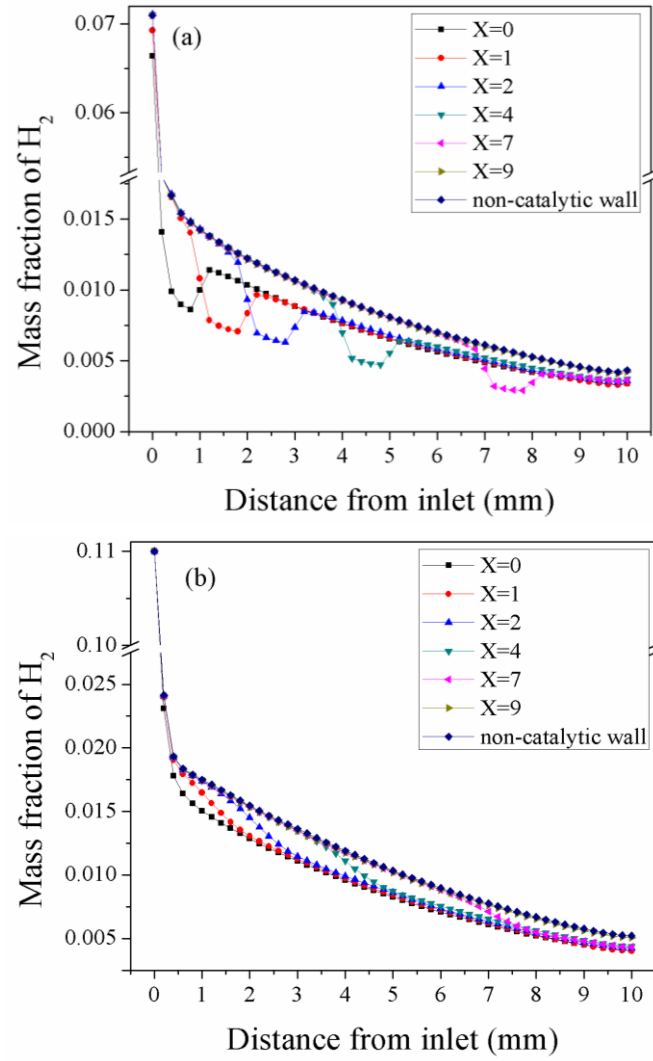 (a)
X=0
X=1
X=2
X=4
X=7
X=9
non-catalytic wall
Mass fraction of H2
0.07
0.06
0.015
0.010
0.005
0.000
0 1 2 3 4 5 6 7 8 9 10
Distance from inlet (mm)
(b)
X=0
X=1
X=2
X=4
X=7
X=9
non-catalytic wall
Mass fraction of H2
0.11
0.10
0.025
0.020
0.015
0.010
0.005
0 1 2 3 4 5 6 7 8 9 10
Distance from inlet (mm)